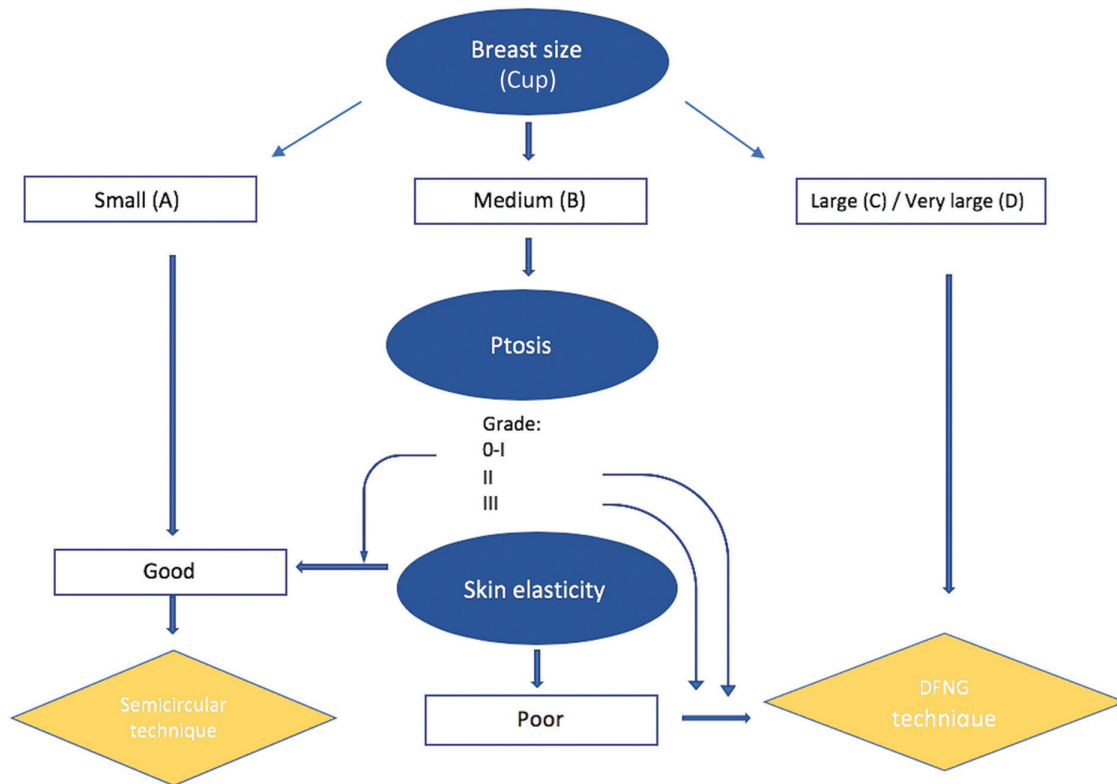 Breast size
(Cup)
Small (A)
Medium (B)
Large (C) / Very large (D)
Ptosis
Grade:
0-I
II
III
Good
Skin elasticity
Semicircular
technique
Poor
DFNG
technique